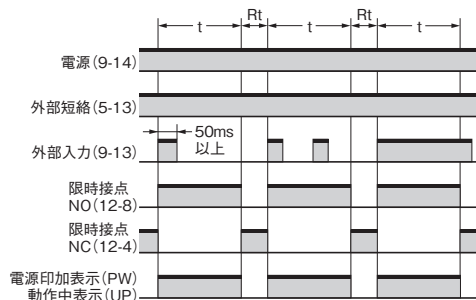 Rt Rt
t t t
電源(9-14)
外部短絡(5-13)
50ms
以上
外部入力(9-13)
限時接点
NO(12-8)
限時接点
NC(12-4)
電源印加表示(PW)
動作中表示(UP)